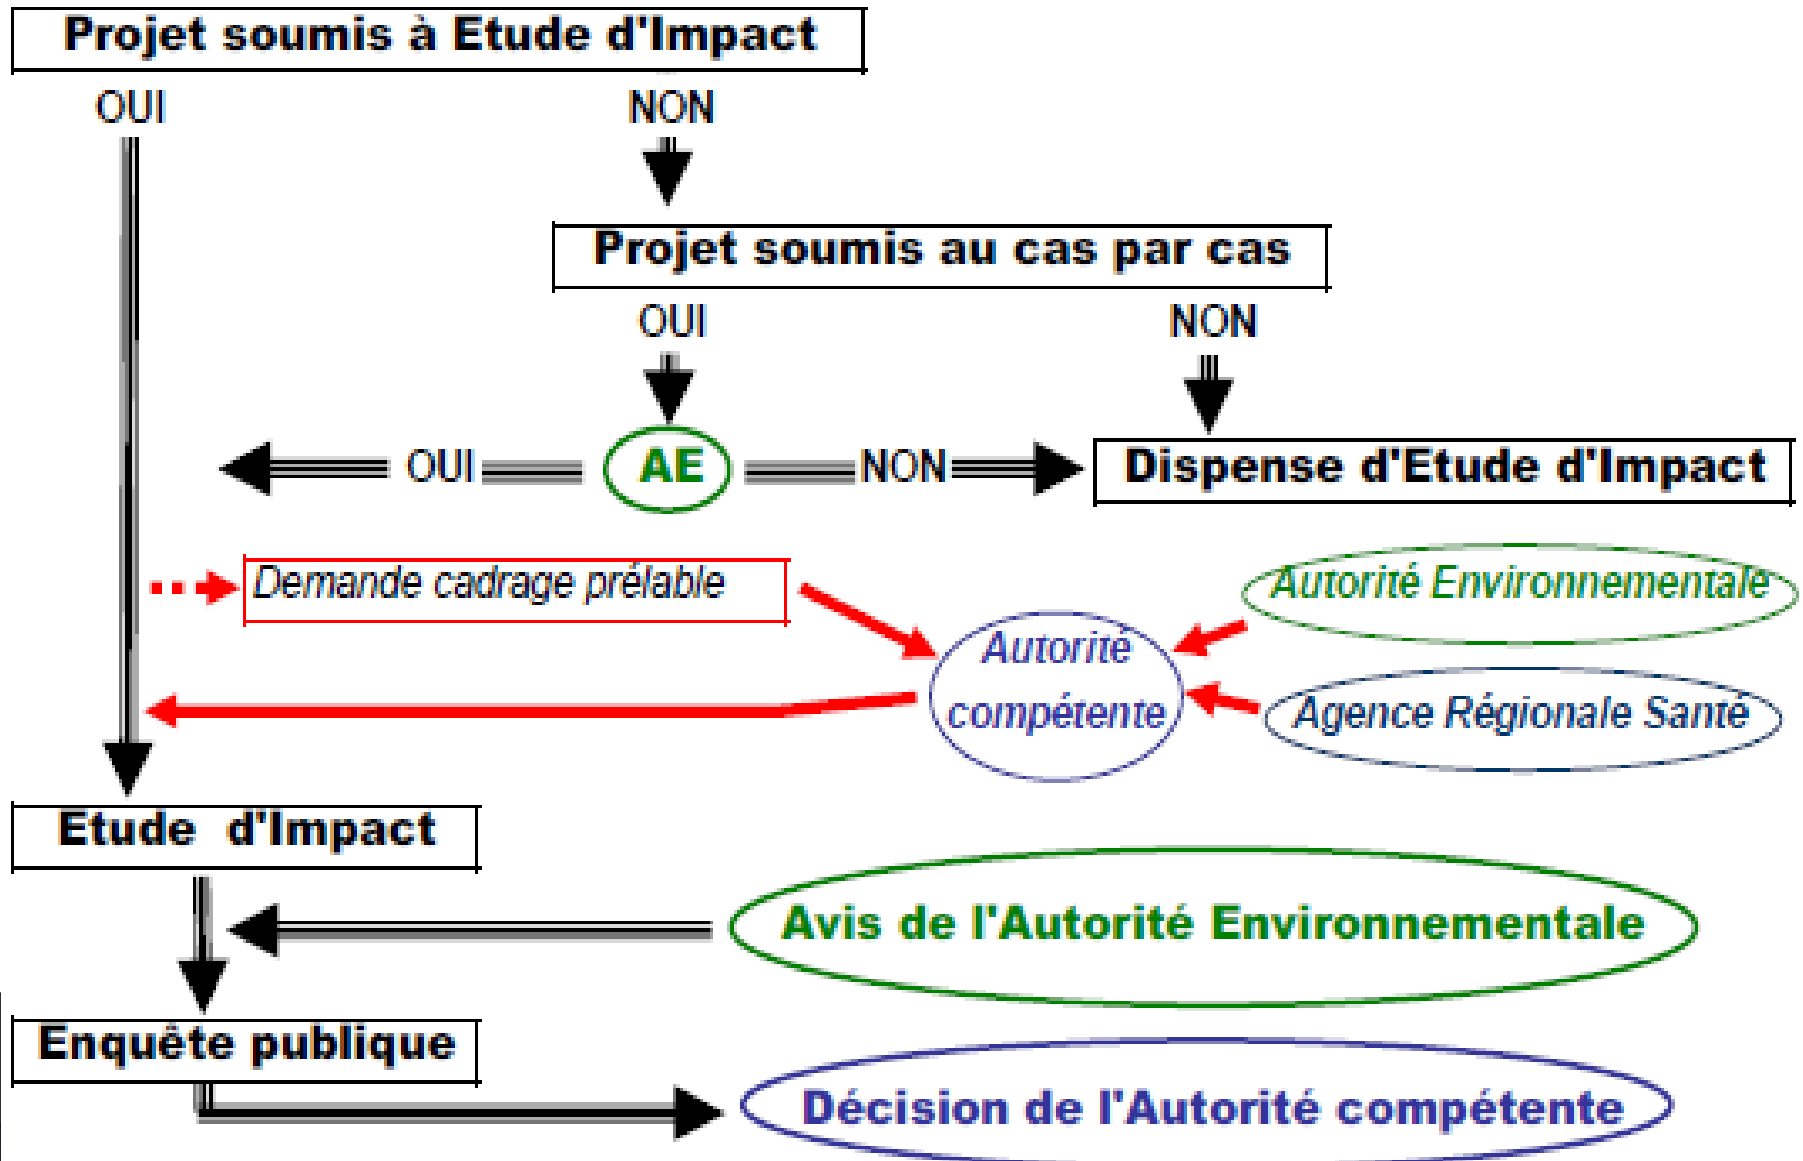 Projet soumis à Etude d'Impact
OUI
NON
Projet soumis au cas par cas
OUI
NON
OUI
AE
NON
Dispense d'Etude d'Impact
Demande cadrage prélable
Autorité Environnementale
Autorité
compétente
Agence Régionale Santé
Etude d'Impact
Avis de l'Autorité Environnementale
Enquête publique
Décision de l'Autorité compétente